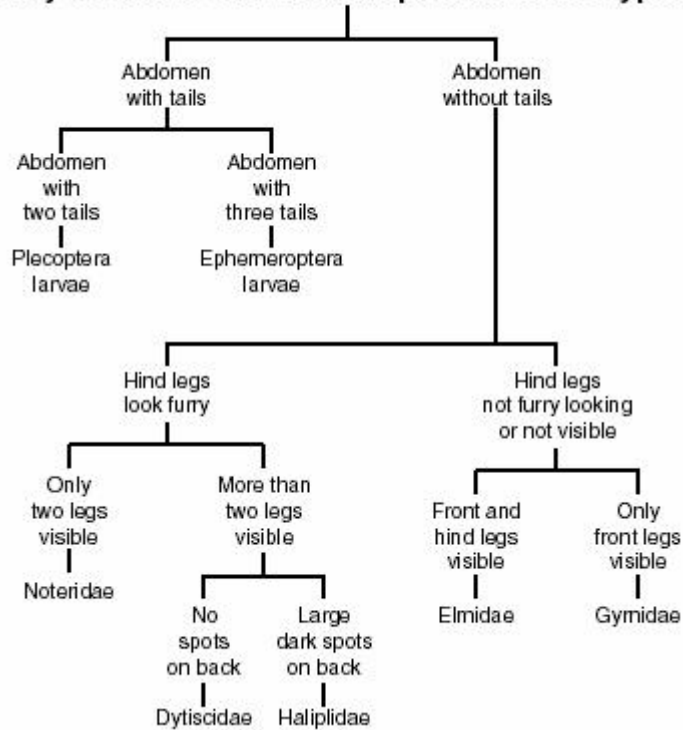 Abdomen
with tails
Abdomen
without tails
Abdomen
with
two tails
Abdomen
with
three tails
Plecoptera
larvae
Ephemeroptera
larvae
Hind legs
look furry
Hind legs
not furry looking
or not visible
Only
two legs
visible
More than
two legs
visible
Front and
hind legs
visible
Only
front legs
visible
Noteridae
No
spots
on back
Large
dark spots
on back
Elmidae
Gyrnidae
Dytiscidae
Haliplidae